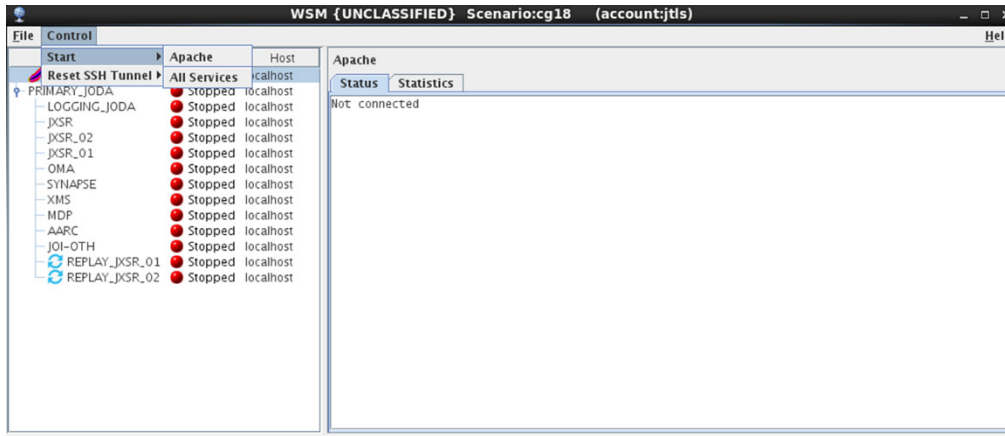 WSM {UNCLASSIFIED} Scenario:cg18 (account:jtls)
File Control Hel
Start Apache Host
Reset SSH Tunnel All Services calhost
PRIMARY_JODA Stopped localhost
LOGGING_JODA Stopped localhost
JXSR Stopped localhost
JXSR_02 Stopped localhost
JXSR_01 Stopped localhost
OMA Stopped localhost
SYNAPSE Stopped localhost
XMS Stopped localhost
MDP Stopped localhost
AARC Stopped localhost
JOI-OTH Stopped localhost
REPLAY_JXSR_01 Stopped localhost
REPLAY_JXSR_02 Stopped localhost
Apache
Status Statistics
Not connected